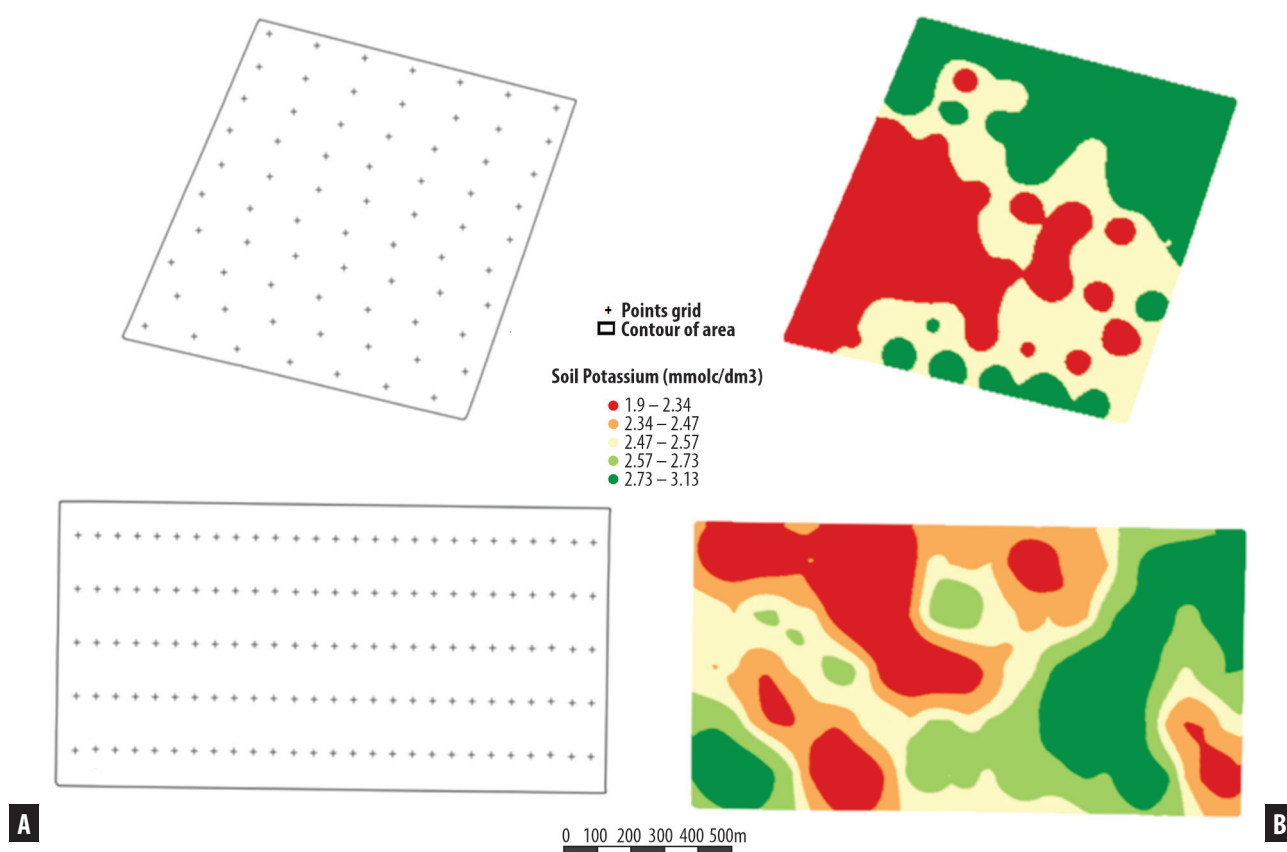 + Points grid
Contour of area
Soil Potassium (mmolc/dm3)
1.9 – 2.34
2.34 – 2.47
2.47 – 2.57
2.57 – 2.73
2.73 – 3.13
A
B
0 100 200 300 400 500m